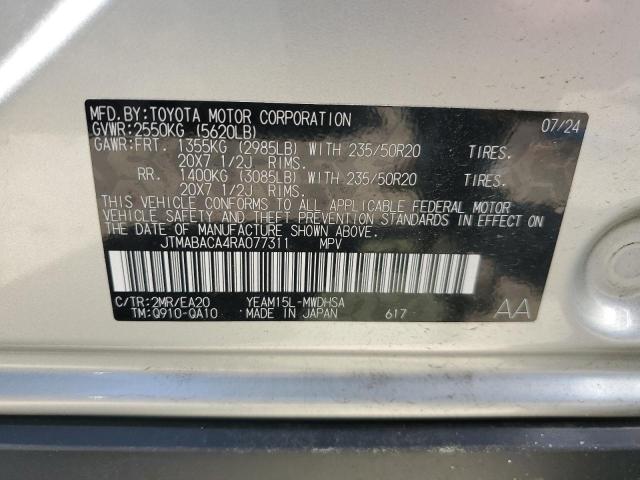 MFD.BY:TOYOTA MOTOR CORPORATION 07/24
GVWR:2550KG (5620LB)
GAWR:FRT. 1355KG (2985LB) WITH 235/50R20 TIRES.
20X7 1/2J RIMS.
RR. 1400KG (3085LB) WITH 235/50R20 TIRES.
20X7 1/2J RIMS.
THIS VEHICLE CONFORMS TO ALL APPLICABLE FEDERAL MOTOR
VEHICLE SAFETY AND THEFT PREVENTION STANDARDS IN EFFECT ON
THE DATE OF MANUFACTURE SHOWN ABOVE.
JTMABACA4RA077311 MPV
C/TR:2MR/EA20 YEAM15L-MWDHSA
TM:Q910-QA10 MADE IN JAPAN 617 AA